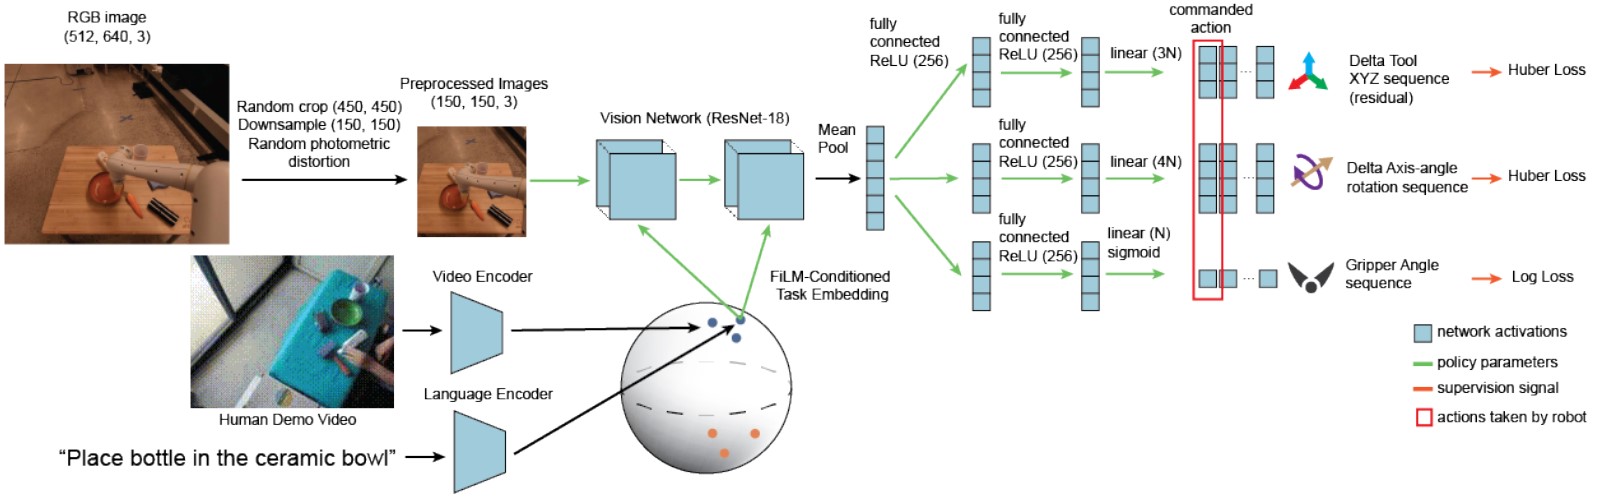 RGB image
(512, 640, 3)
Random crop (450, 450)
Downsample (150, 150)
Random photometric
distortion
Preprocessed Images
(150, 150, 3)
Vision Network (ResNet-18)
Mean
Pool
fully
connected
ReLU (256)
fully
connected
ReLU (256)
linear (3N)
commanded
action
Delta Tool
XYZ sequence
(residual)
Huber Loss
fully
connected
ReLU (256)
linear (4N)
Delta Axis-angle
rotation sequence
Huber Loss
fully
connected
ReLU (256)
linear (N)
sigmoid
Gripper Angle
sequence
Log Loss
Video Encoder
FiLM-Conditioned
Task Embedding
Human Demo Video
Language Encoder
“Place bottle in the ceramic bowl”
network activations
policy parameters
supervision signal
actions taken by robot